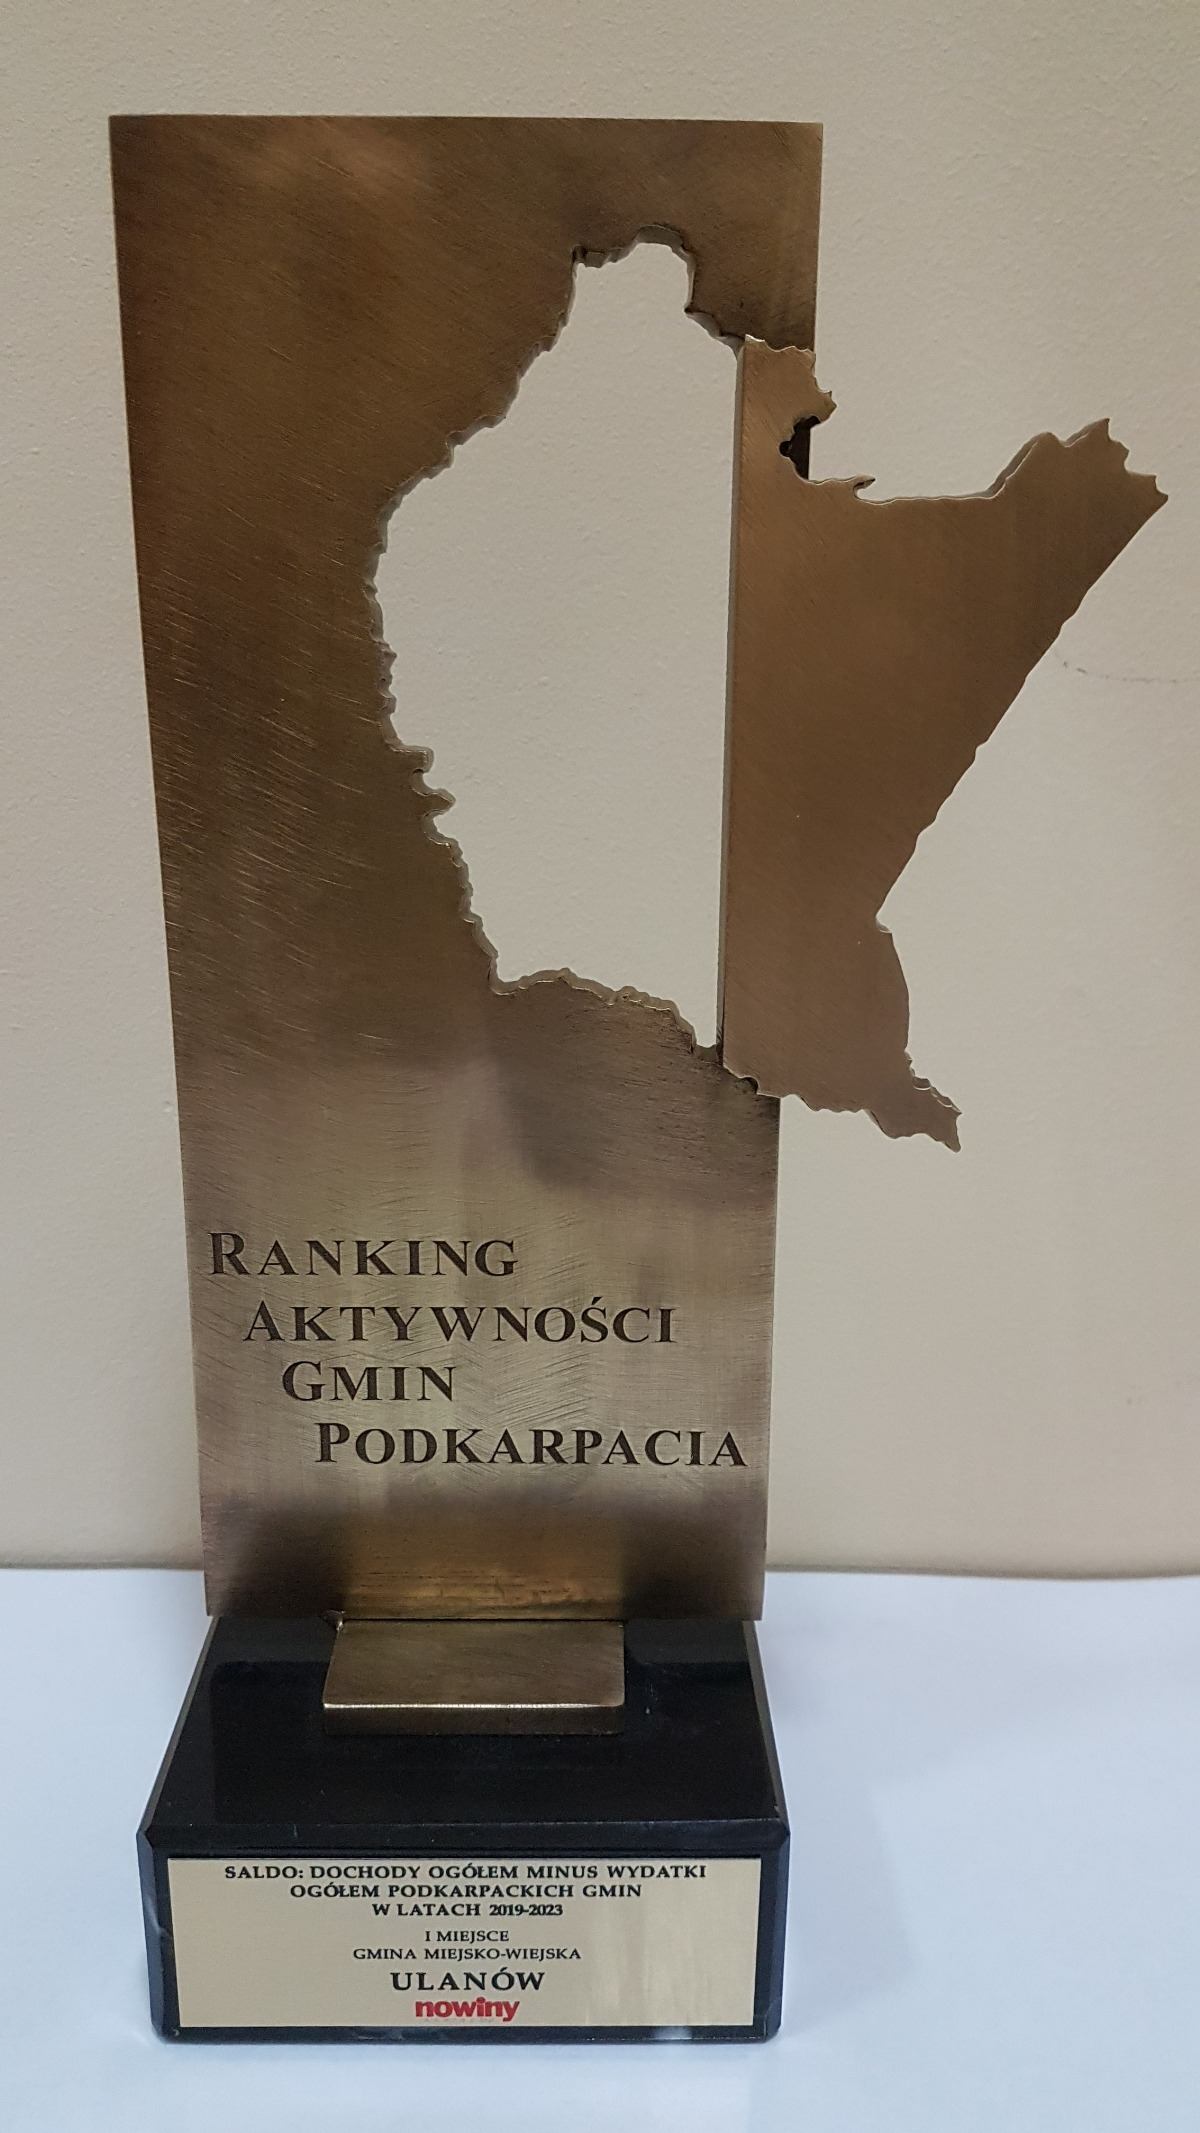 RANKING
AKTYWNOŚCI
GMIN
PODKARPACIA
SALDO: DOCHODY OGÓŁEM MINUS WYDATKI
OGÓŁEM PODKARPACKICH GMIN
W LATACH 2019-2023
I MIEJSCE
GMINA MIEJSKO-WIEJSKA
ULANÓW
nowiny